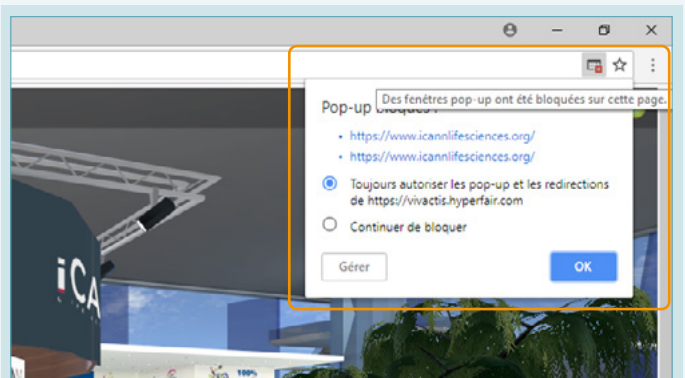 Des fenêtres pop-up ont été bloquées sur cette page.
Pop-up bloqués :
https://www.icannlifesciences.org/
https://www.icannlifesciences.org/
Toujours autoriser les pop-up et les redirections
de https://vivactis.hyperfair.com
Continuer de bloquer
Gérer
OK
iCA
100%